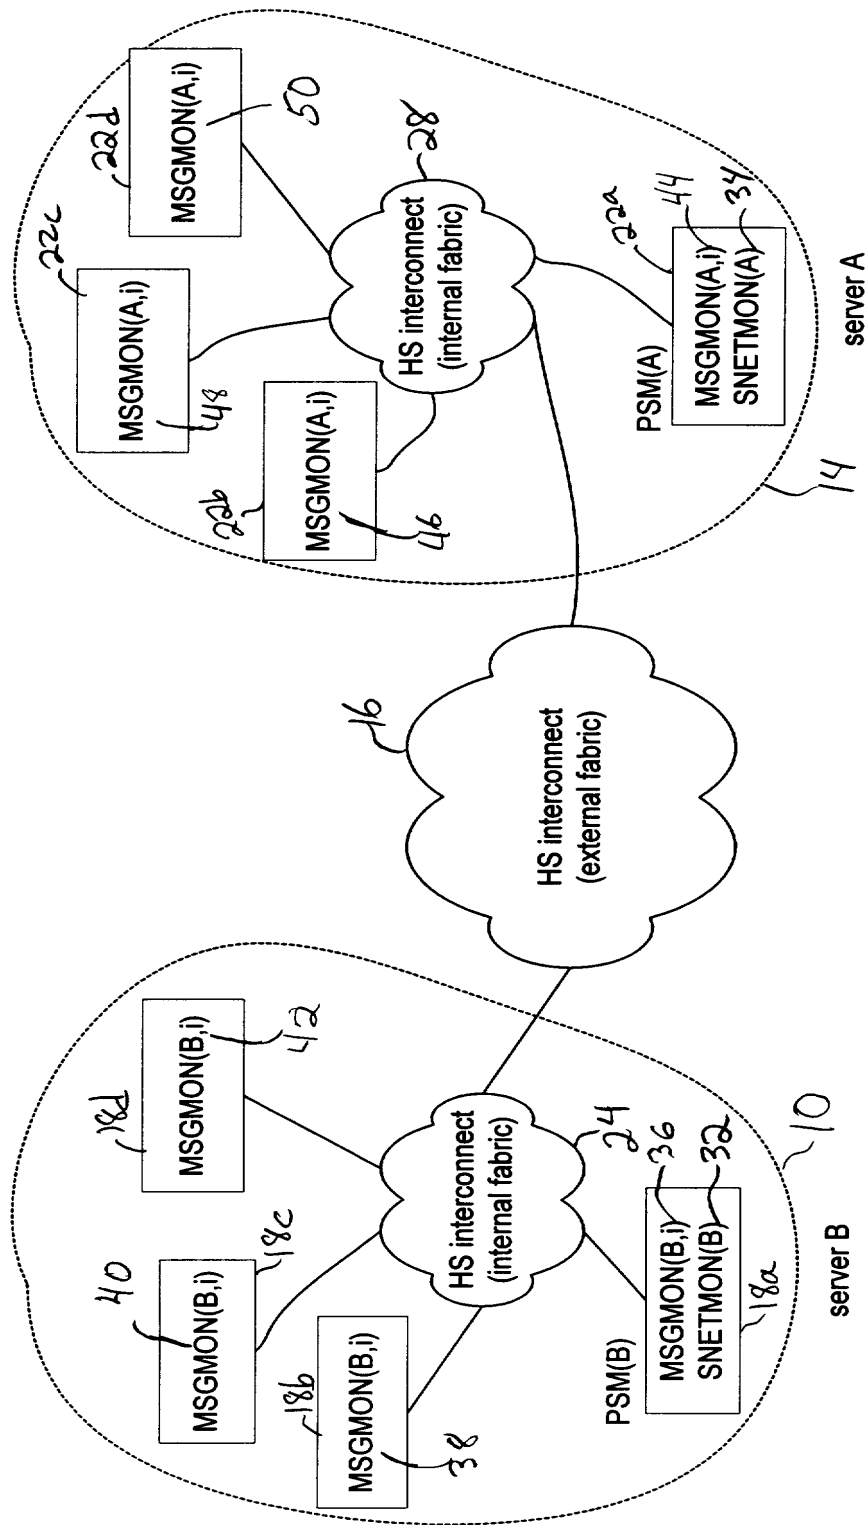 18d
MSGMON(B,i)
42
40
MSGMON(B,i)
18c
18b
MSGMON(B,i)
38
HS interconnect
(internal fabric)
24
PSM(B)
MSGMON(B,i)
36
SNETMON(B)
32
18a
10
server B
16
HS interconnect
(external fabric)
22d
MSGMON(A,i)
50
22c
MSGMON(A,i)
48
22b
MSGMON(A,i)
46
28
HS interconnect
(internal fabric)
22a
PSM(A)
MSGMON(A,i)
44
SNETMON(A)
34
14
server A